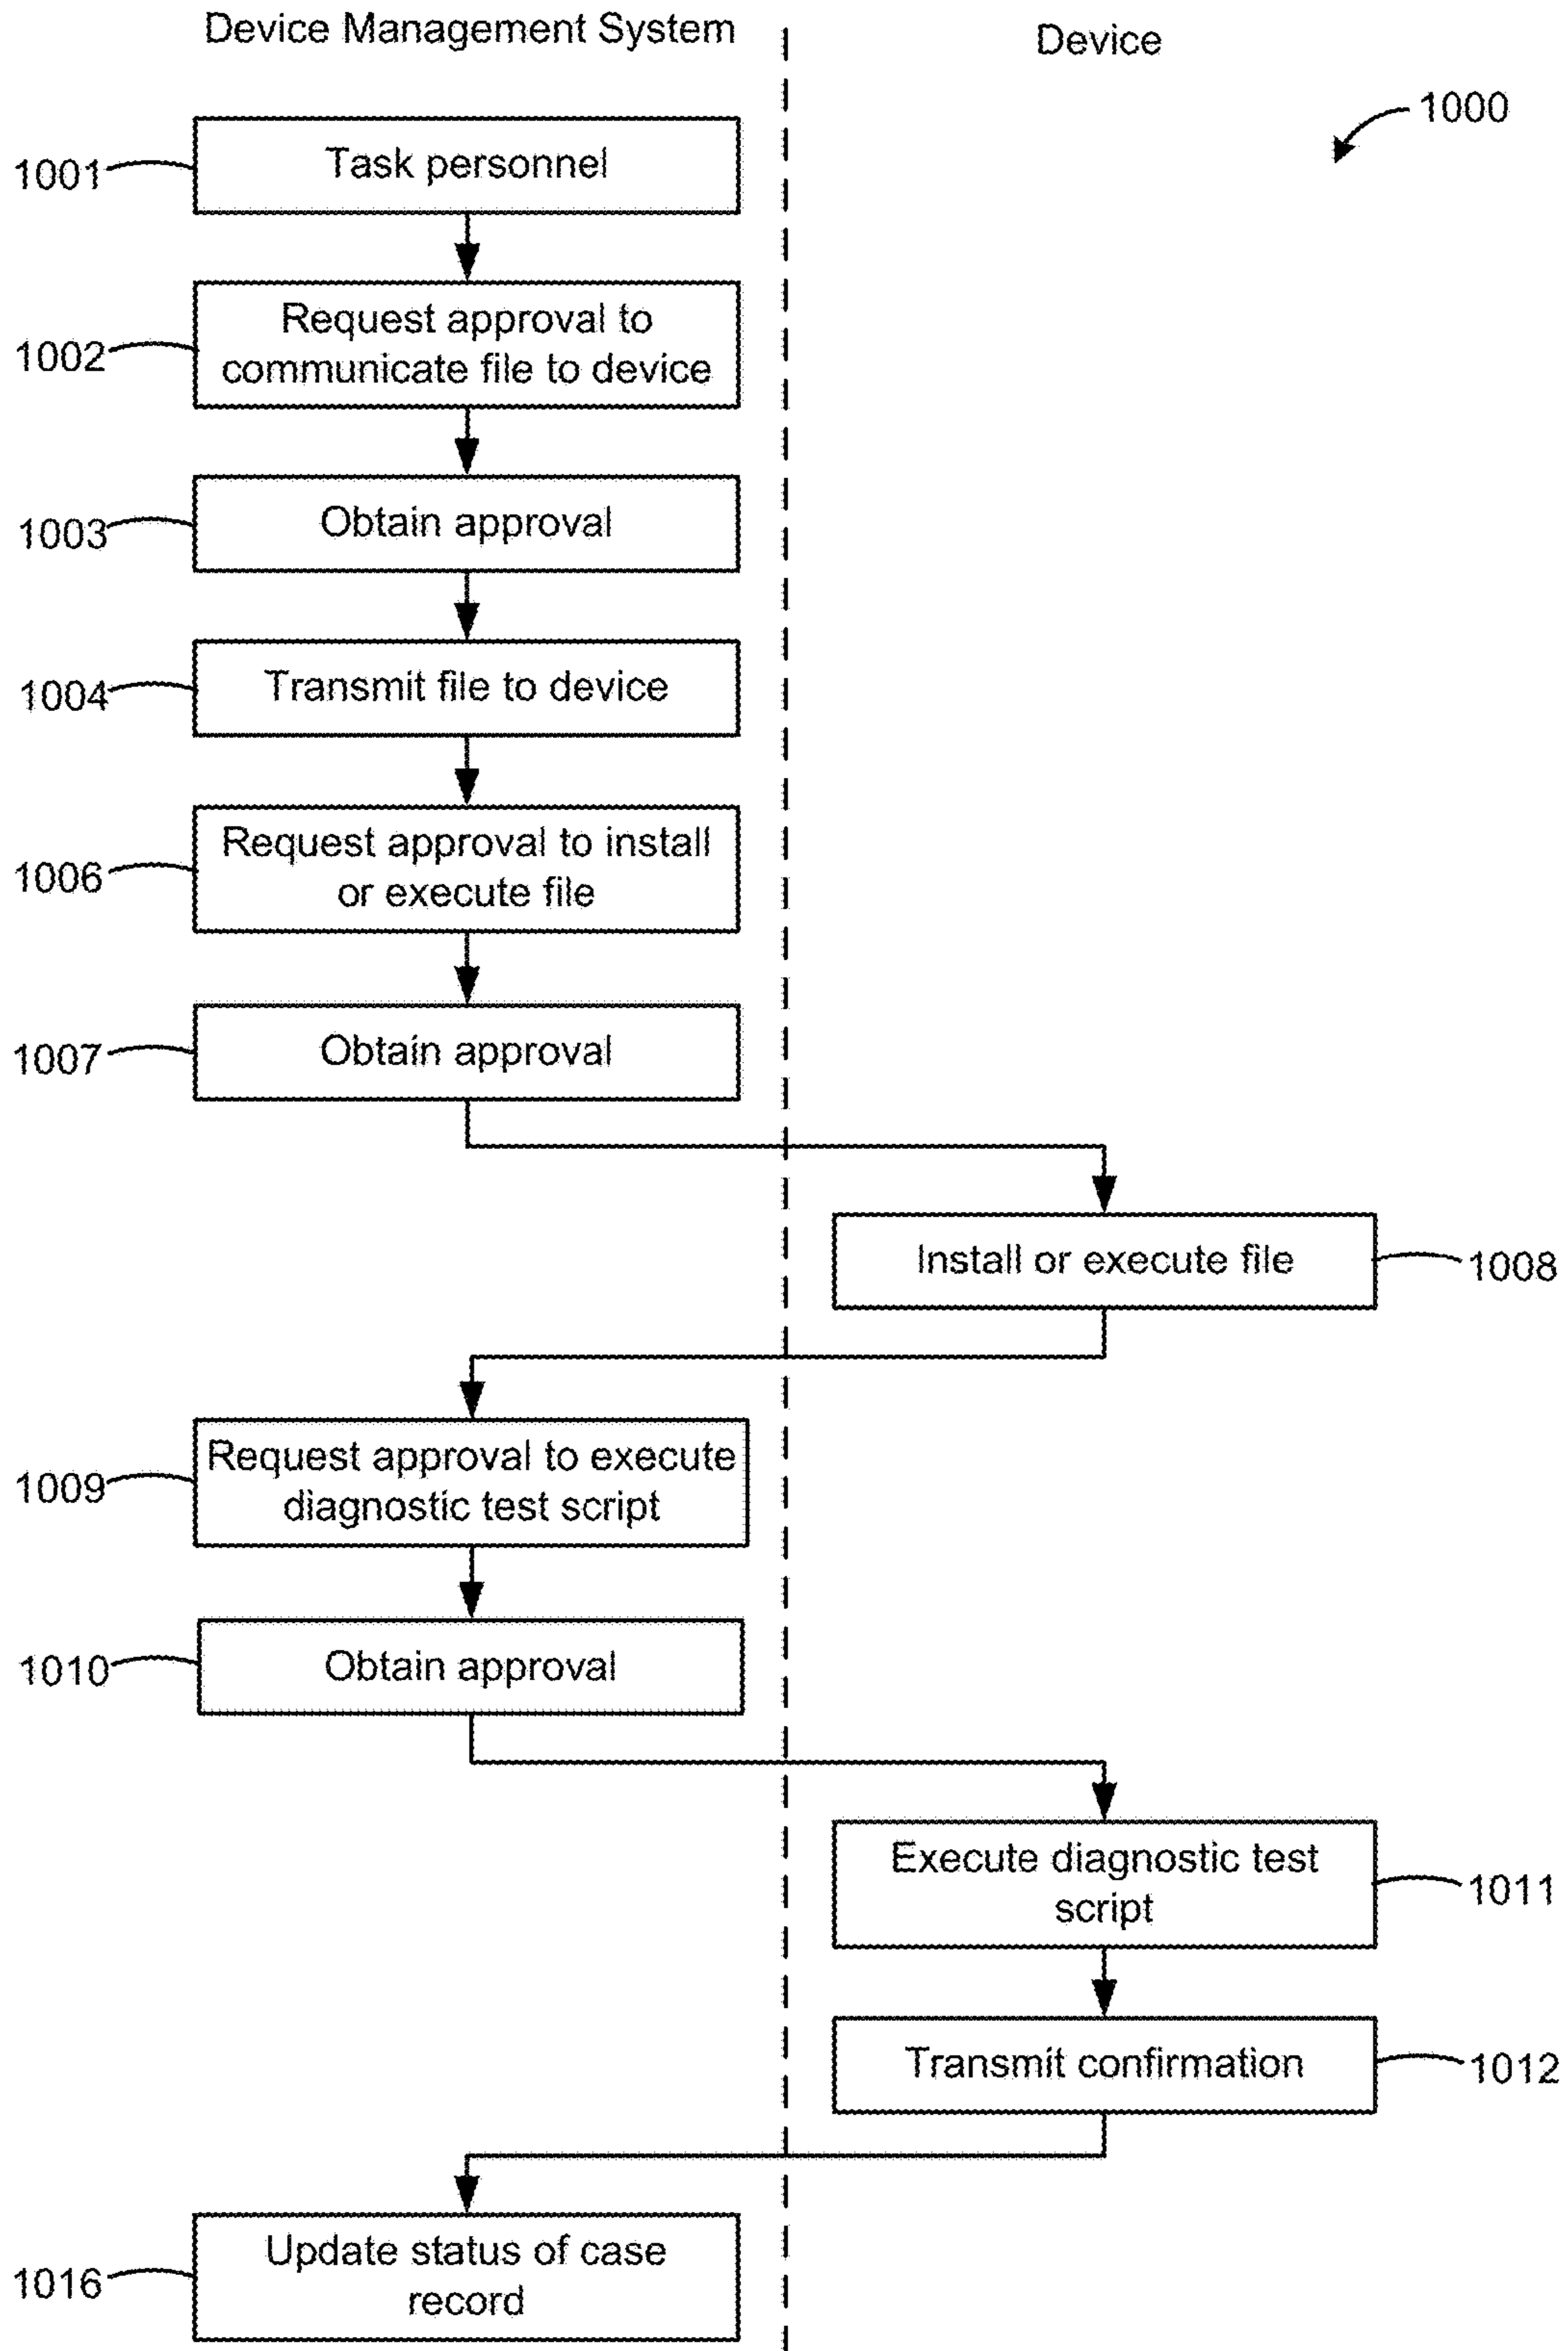 Device Management System
Device
1000
1001
Task personnel
1002
Request approval to
communicate file to device
1003
Obtain approval
1004
Transmit file to device
1006
Request approval to install
or execute file
1007
Obtain approval
Install or execute file
1008
1009
Request approval to execute
diagnostic test script
1010
Obtain approval
Execute diagnostic test
script
1011
Transmit confirmation
1012
1016
Update status of case
record